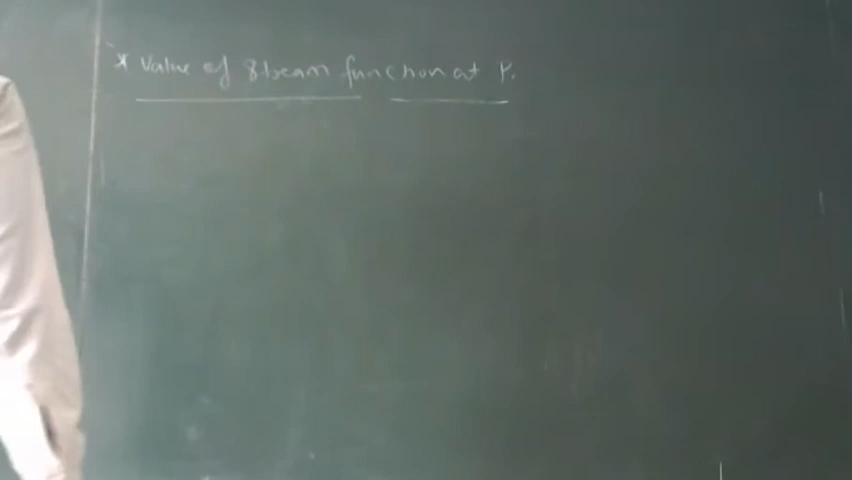 * Value of stream function at P.